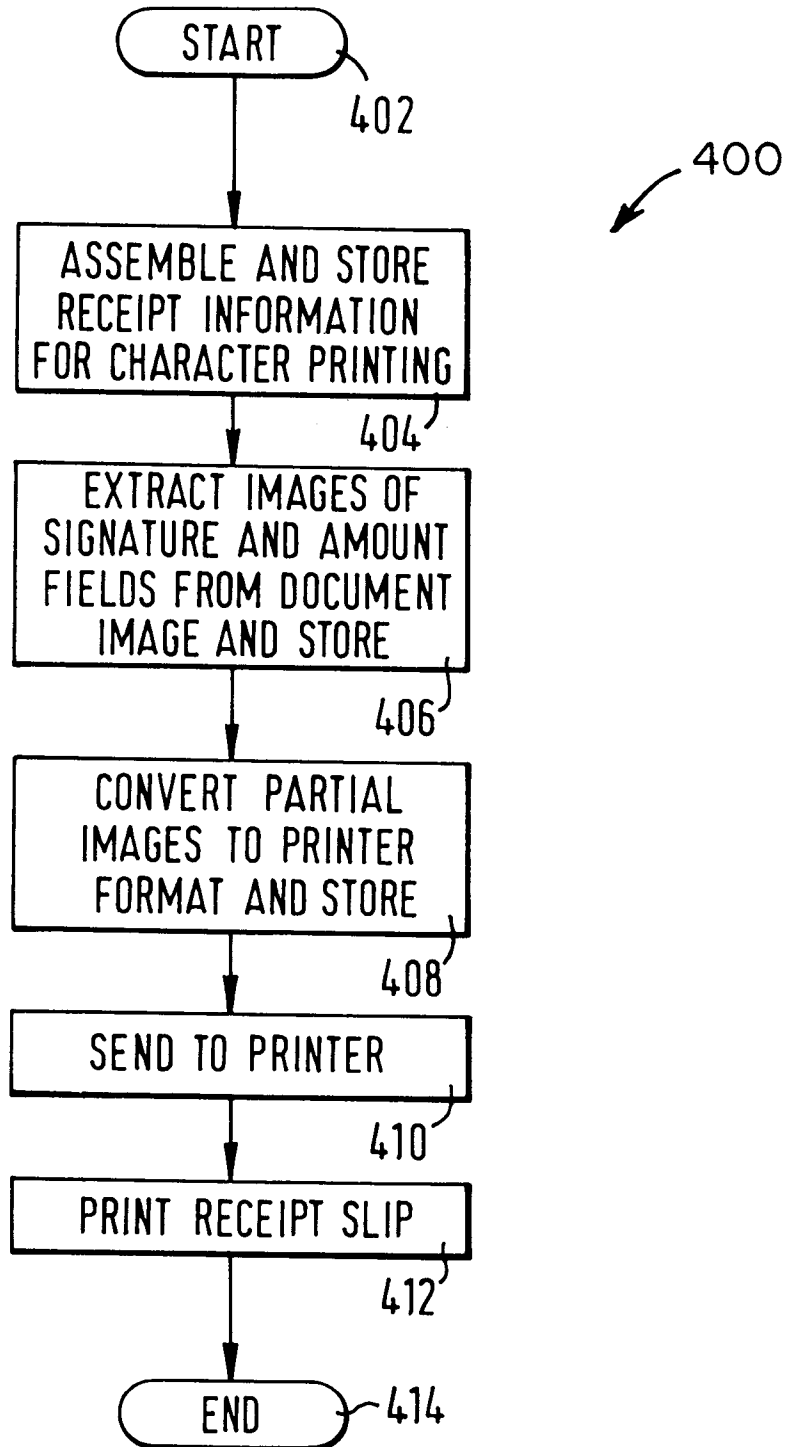 START
402
400
ASSEMBLE AND STORE
RECEIPT INFORMATION
FOR CHARACTER PRINTING
404
EXTRACT IMAGES OF
SIGNATURE AND AMOUNT
FIELDS FROM DOCUMENT
IMAGE AND STORE
406
CONVERT PARTIAL
IMAGES TO PRINTER
FORMAT AND STORE
408
SEND TO PRINTER
410
PRINT RECEIPT SLIP
412
END
414